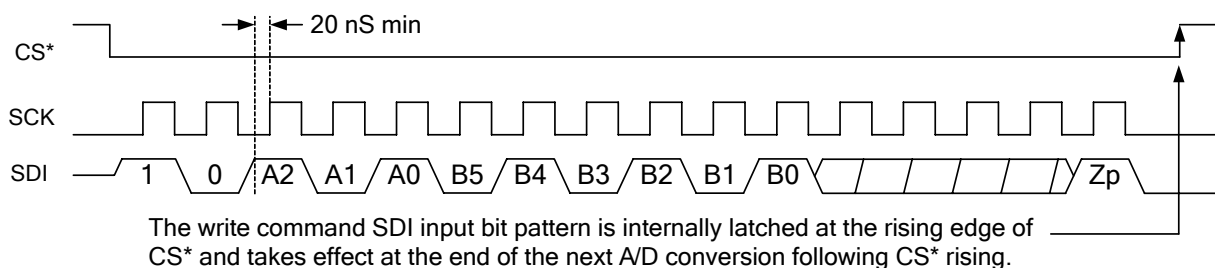 20 nS min
CS*
SCK
SDI 1 0 A2 A1 A0 B5 B4 B3 B2 B1 B0 Zp
The write command SDI input bit pattern is internally latched at the rising edge of
CS* and takes effect at the end of the next A/D conversion following CS* rising.